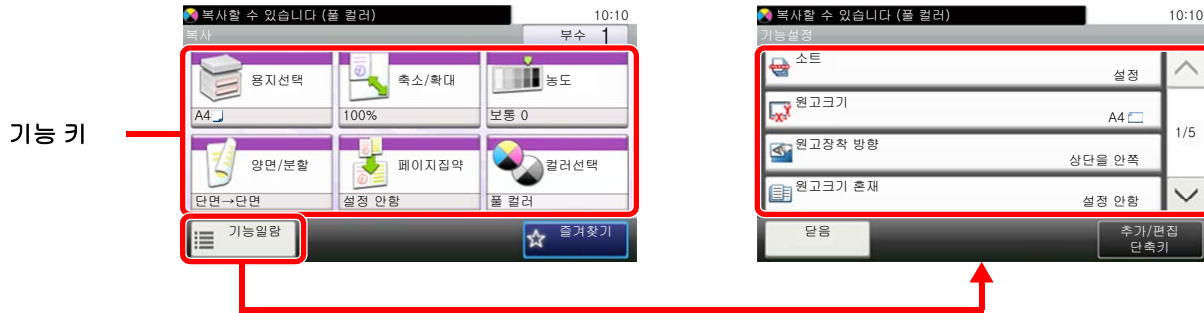 복사할 수 있습니다 (풀 컬러)
10:10
복사
부수 1
용지선택
축소/확대
농도
A4
100%
보통 0
양면/분할
페이지집약
컬러선택
단면→단면
설정 안함
풀 컬러
기능일람
즐겨찾기
기능 키
복사할 수 있습니다 (풀 컬러)
10:10
기능설정
소트
설정
원고크기
A4
1/5
원고장착 방향
상단을 안쪽
원고크기 혼재
설정 안함
닫음
추가/편집
단축키